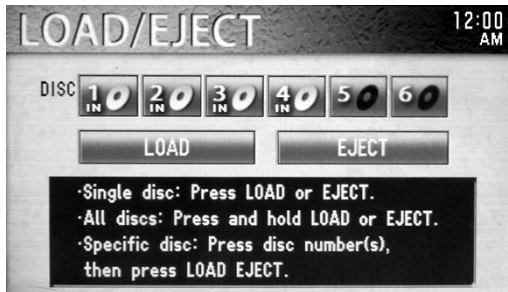 LOAD/EJECT
12:00
AM
DISC 1 IN 2 IN 3 IN 4 IN 5 6
LOAD EJECT
·Single disc: Press LOAD or EJECT.
·All discs: Press and hold LOAD or EJECT.
·Specific disc: Press disc number(s),
then press LOAD EJECT.